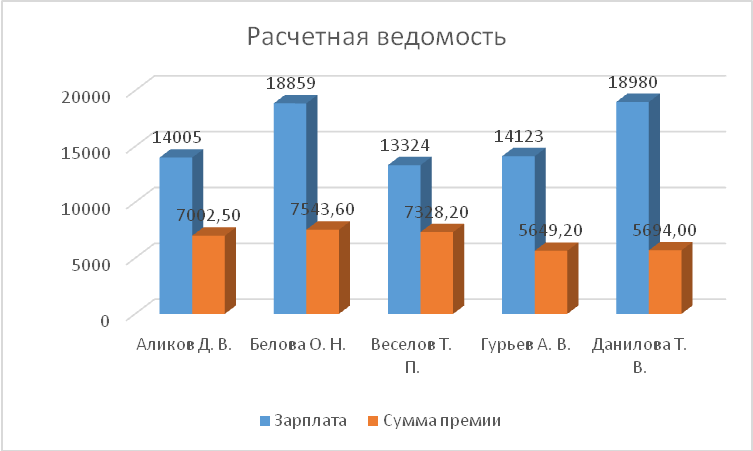 Расчетная ведомость
20000
15000
10000
5000
0
14005
18859
13324
14123
18980
7002,50
7543,60
7328,20
5649,20
5694,00
Аликов Д. В.
Белова О. Н.
Веселов Т.
П.
Гурьев А. В.
Данилова Т.
В.
Зарплата
Сумма премии